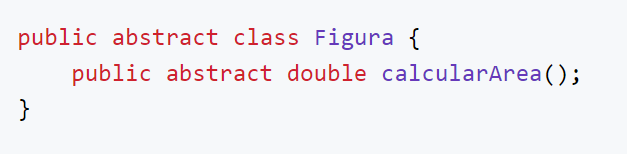 public abstract class Figura {
    public abstract double calcularArea();
}